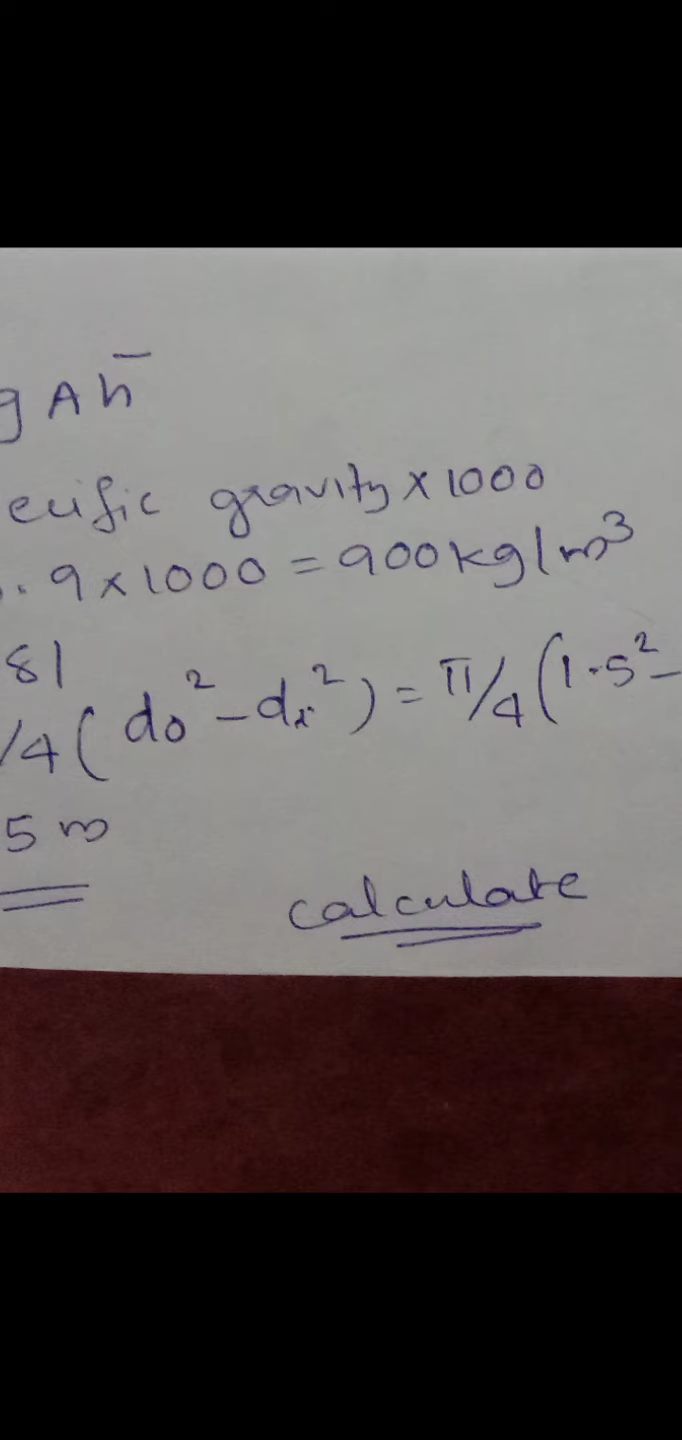 g A h̄
ecific gravity x 1000
. 9 x 1000 = 900 kg/m³
81
/4 ( do² - di² ) = π/4 (1.5² -
5 m
calculate